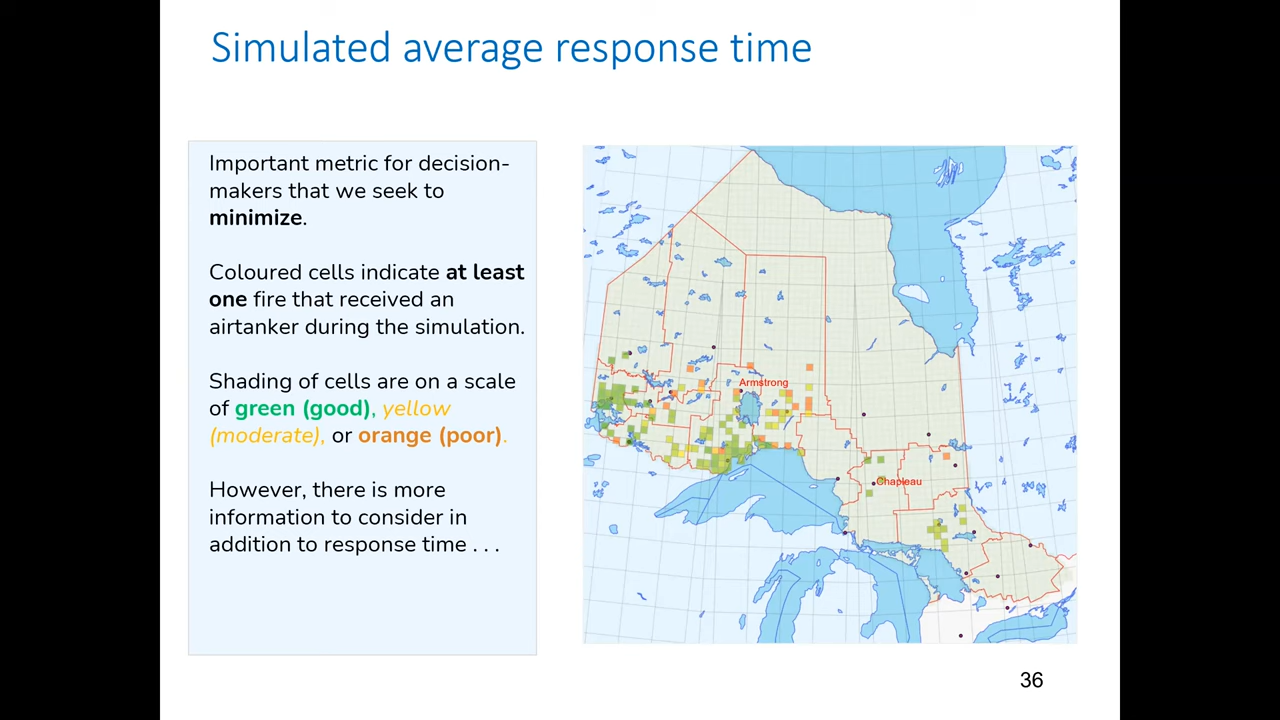 Simulated average response time
Important metric for decision-
makers that we seek to
minimize.
Coloured cells indicate at least
one fire that received an
airtanker during the simulation.
Shading of cells are on a scale
of green (good), yellow
(moderate), or orange (poor).
However, there is more
information to consider in
addition to response time . . .
Armstrong
Chapleau
36